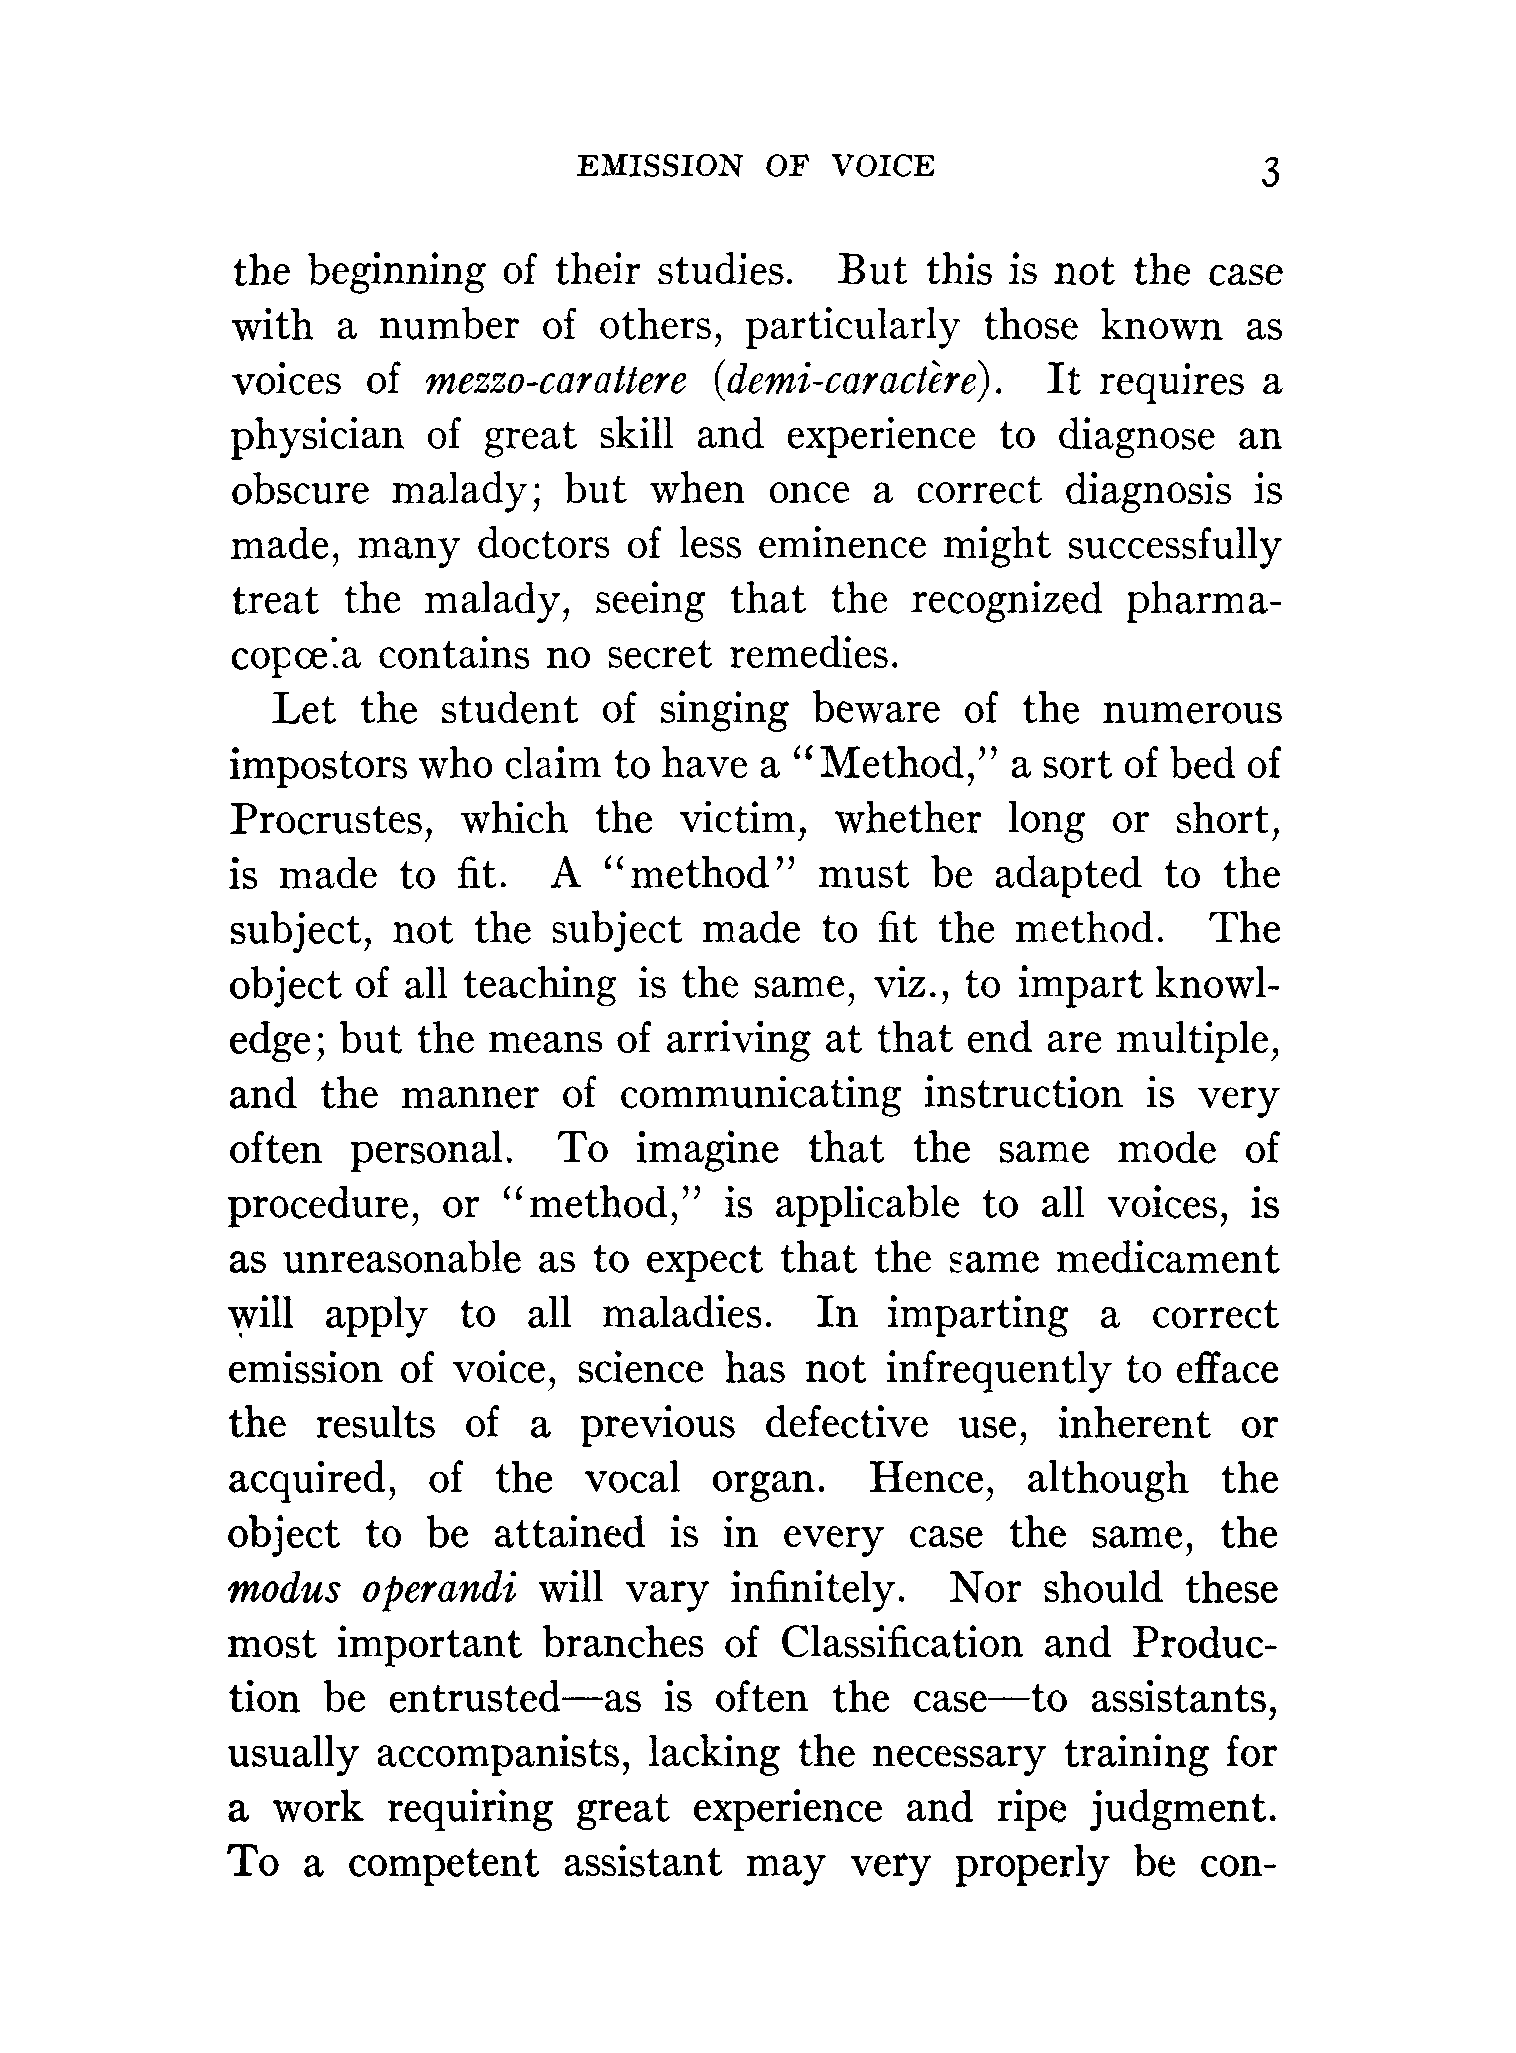 EMISSION OF VOICE 3
the beginning of their studies. But this is not the case
with a number of others, particularly those known as
voices of mezzo-carattere (demi-caractère). It requires a
physician of great skill and experience to diagnose an
obscure malady; but when once a correct diagnosis is
made, many doctors of less eminence might successfully
treat the malady, seeing that the recognized pharma-
copœia contains no secret remedies.
Let the student of singing beware of the numerous
impostors who claim to have a “Method,” a sort of bed of
Procrustes, which the victim, whether long or short,
is made to fit. A “method” must be adapted to the
subject, not the subject made to fit the method. The
object of all teaching is the same, viz., to impart knowl-
edge; but the means of arriving at that end are multiple,
and the manner of communicating instruction is very
often personal. To imagine that the same mode of
procedure, or “method,” is applicable to all voices, is
as unreasonable as to expect that the same medicament
will apply to all maladies. In imparting a correct
emission of voice, science has not infrequently to efface
the results of a previous defective use, inherent or
acquired, of the vocal organ. Hence, although the
object to be attained is in every case the same, the
modus operandi will vary infinitely. Nor should these
most important branches of Classification and Produc-
tion be entrusted—as is often the case—to assistants,
usually accompanists, lacking the necessary training for
a work requiring great experience and ripe judgment.
To a competent assistant may very properly be con-